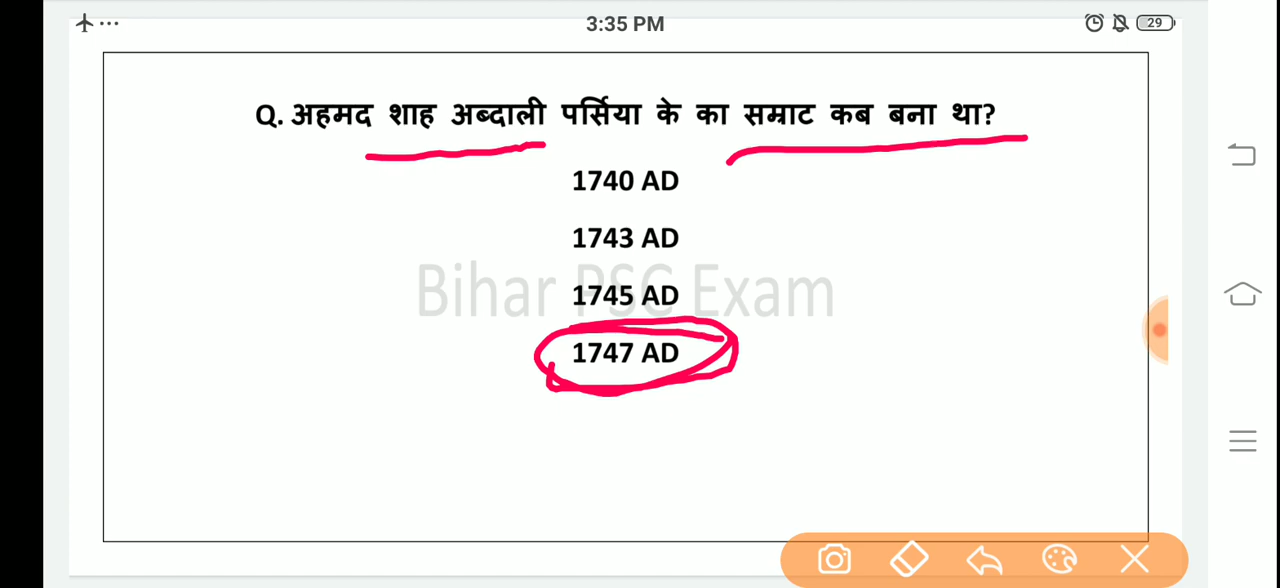 3:35 PM
29
Q. अहमद शाह अब्दाली पर्सिया के का सम्राट कब बना था?
1740 AD
1743 AD
Bihar PSC Exam
1745 AD
1747 AD